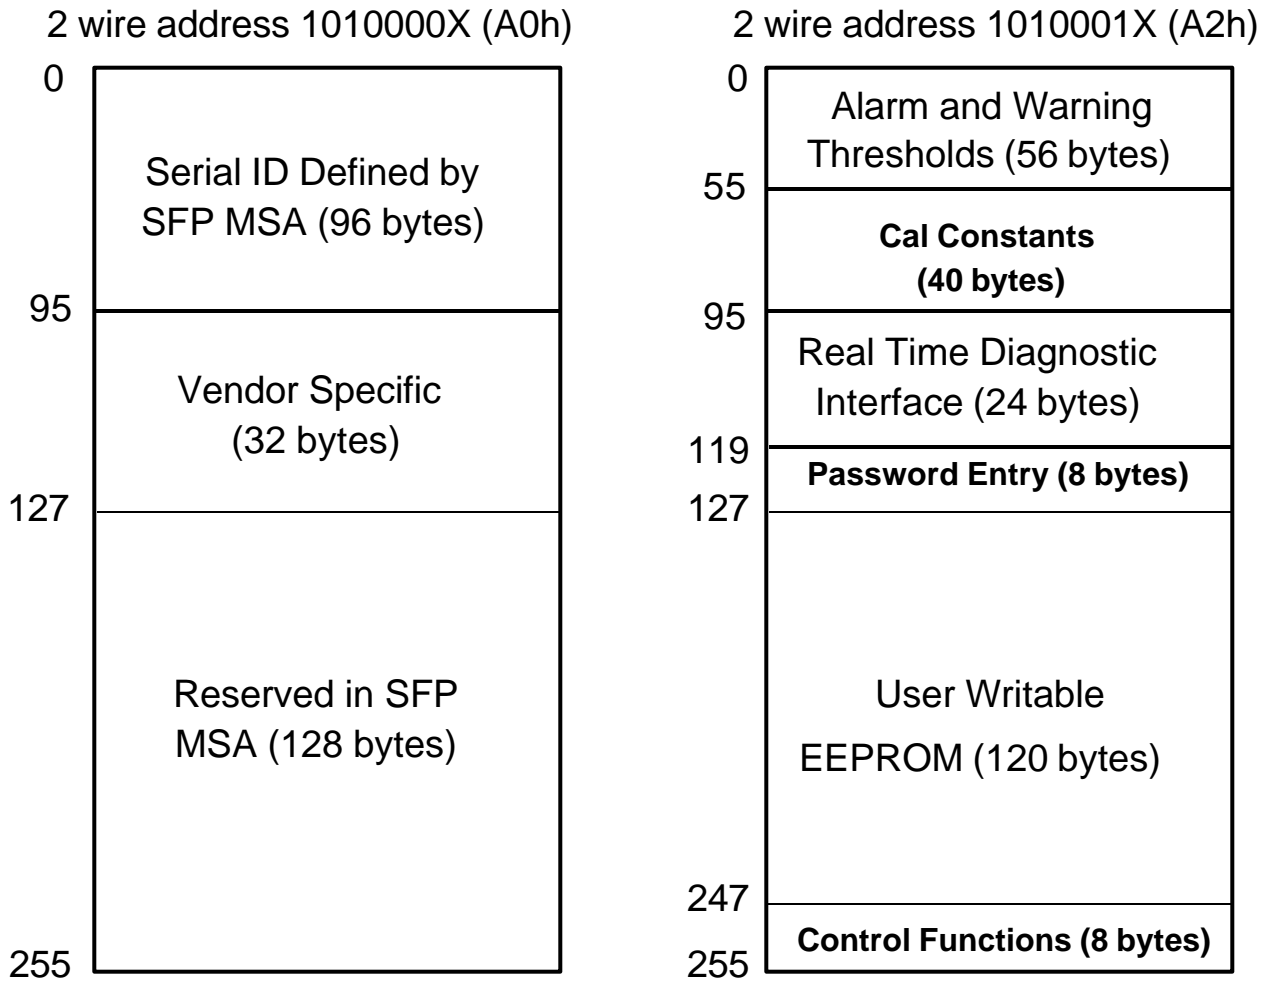 2 wire address 1010000X (A0h)
0
Serial ID Defined by
SFP MSA (96 bytes)
95
Vendor Specific
(32 bytes)
127
Reserved in SFP
MSA (128 bytes)
255
2 wire address 1010001X (A2h)
0
Alarm and Warning
Thresholds (56 bytes)
55
Cal Constants
(40 bytes)
95
Real Time Diagnostic
Interface (24 bytes)
119
Password Entry (8 bytes)
127
User Writable
EEPROM (120 bytes)
247
Control Functions (8 bytes)
255